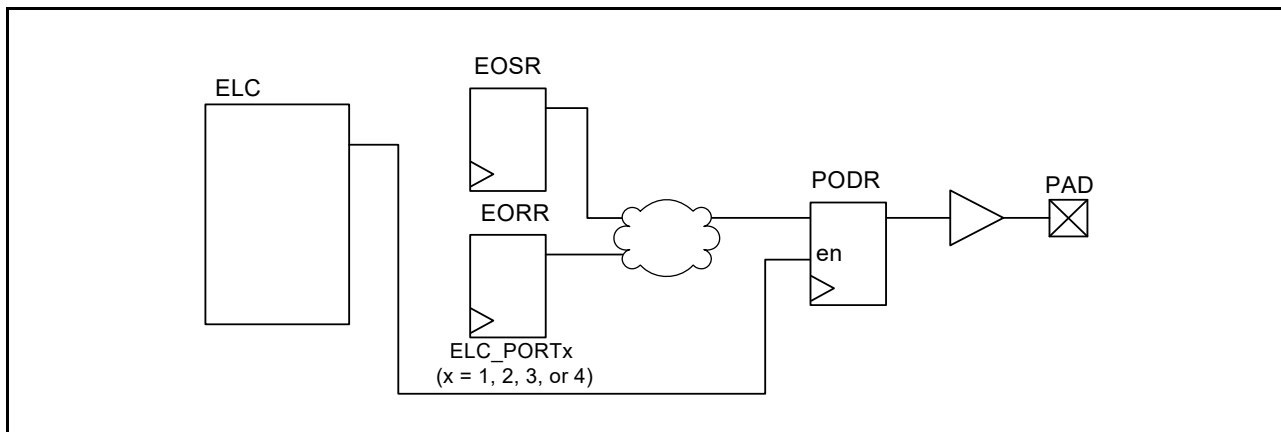 ELC
EOSR
EORR
ELC_PORTx
(x = 1, 2, 3, or 4)
PODR
en
PAD